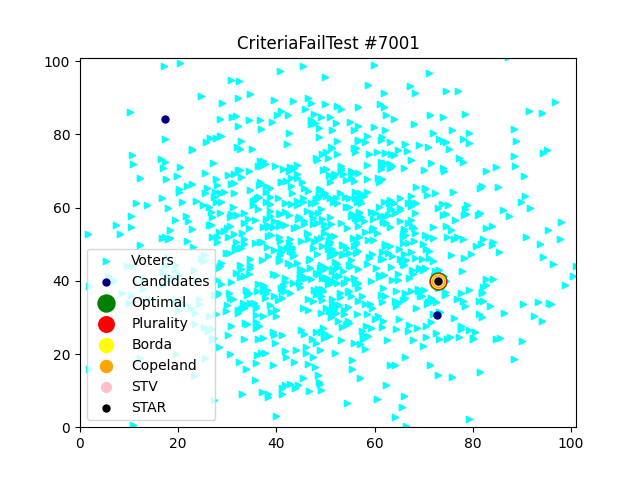 CriteriaFailTest #7001
100
80
60
40
20
0
Voters
Candidates
Optimal
Plurality
Borda
Copeland
STV
STAR
0 20 40 60 80 100